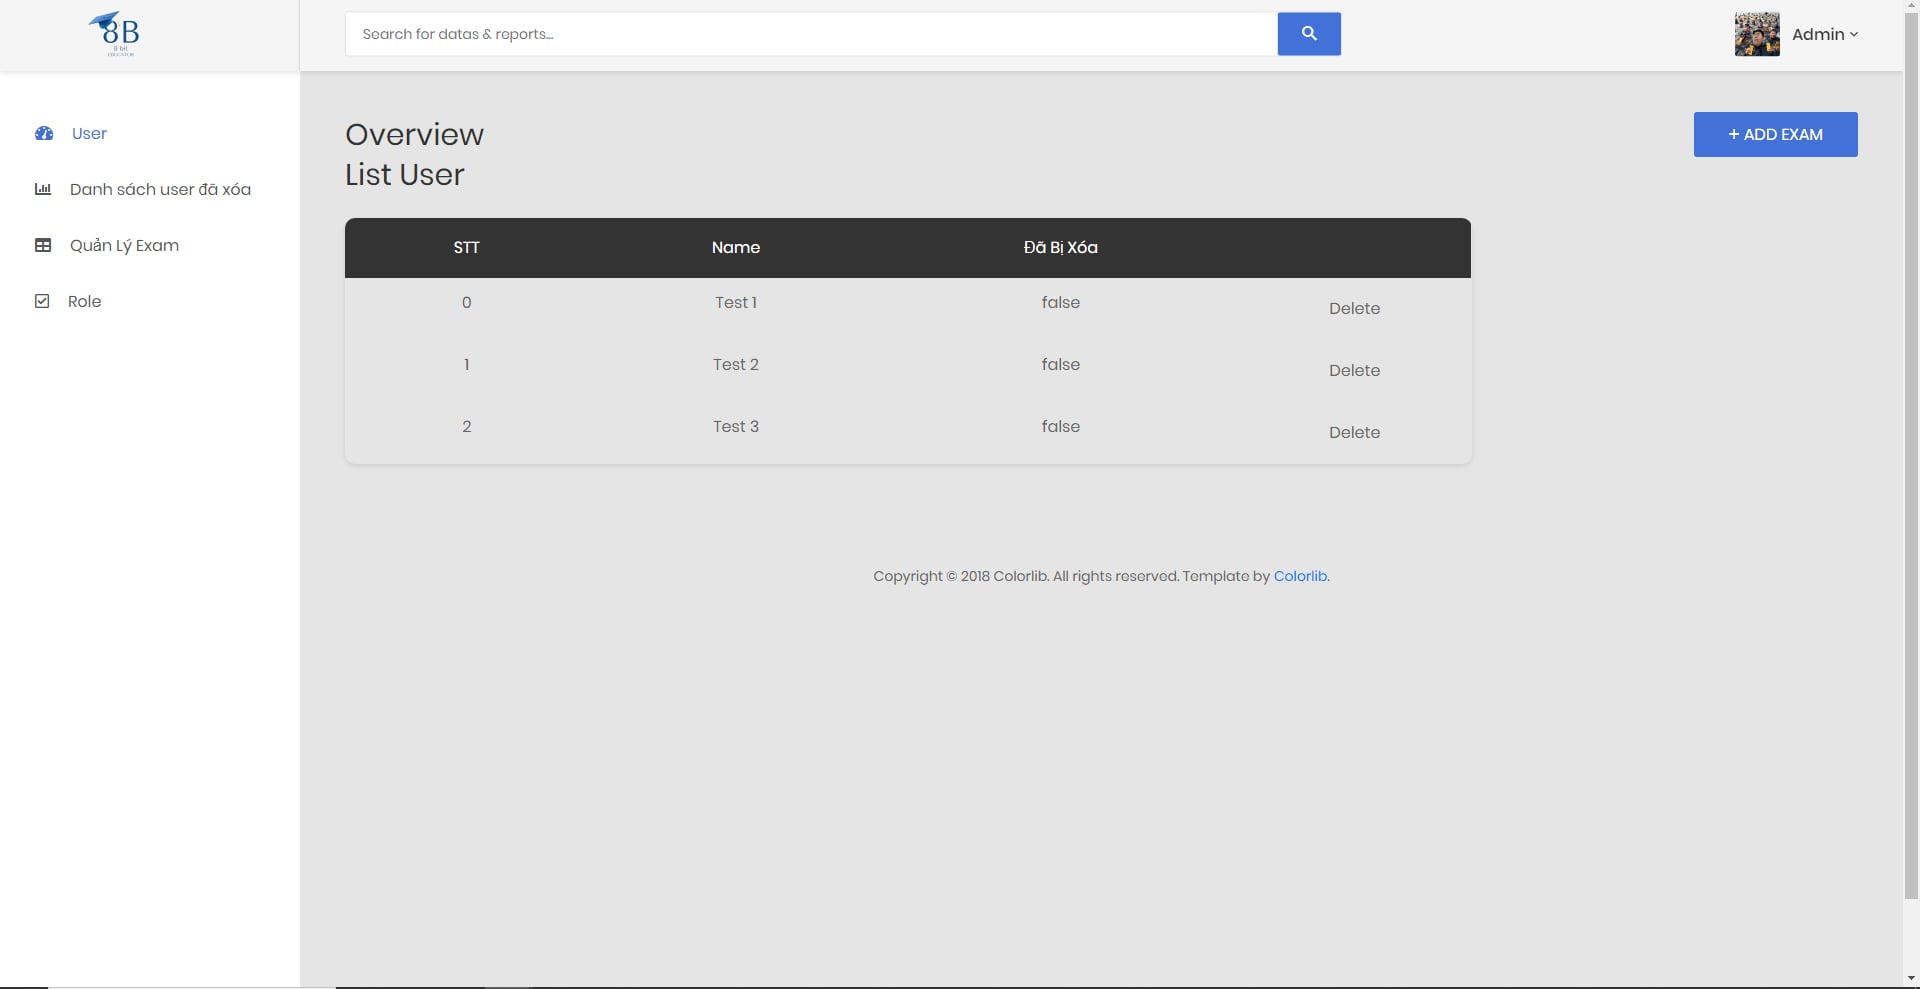 8B
8 bit
EDUCATOR
Search for datas & reports...
Admin
User
Danh sách user đã xóa
Quản Lý Exam
Role
Overview
List User
+ ADD EXAM
STT Name Đã Bị Xóa
0 Test 1 false Delete
1 Test 2 false Delete
2 Test 3 false Delete
Copyright © 2018 Colorlib. All rights reserved. Template by Colorlib.